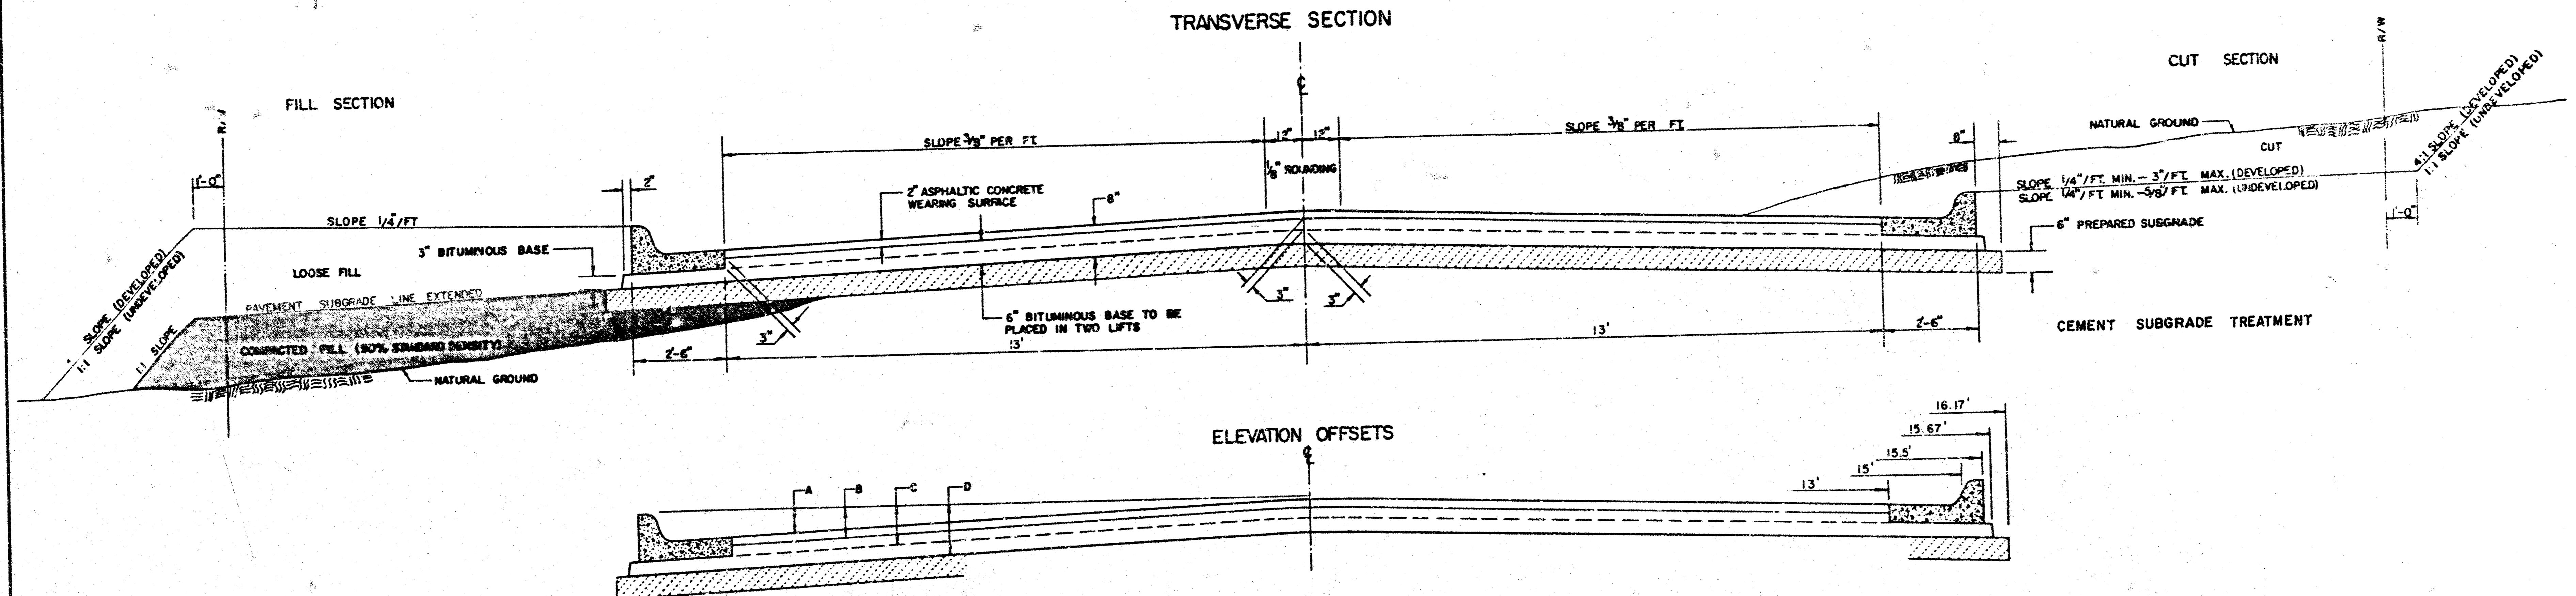 TRANSVERSE SECTION
FILL SECTION
CUT SECTION
R/W
℄
SLOPE 3/8" PER FT.
12"
12"
SLOPE 3/8" PER FT.
1/8" ROUNDING
NATURAL GROUND
CUT
4:1 SLOPE (DEVELOPED)
1:1 SLOPE (UNDEVELOPED)
1'-0"
2"
8"
SLOPE 1/4"/FT
2" ASPHALTIC CONCRETE
WEARING SURFACE
8"
SLOPE 1/4"/FT. MIN. - 3"/FT. MAX. (DEVELOPED)
SLOPE 1/4"/FT MIN. -5/8"/FT MAX. (UNDEVELOPED)
1'-0"
6" PREPARED SUBGRADE
3" BITUMINOUS BASE
LOOSE FILL
PAVEMENT SUBGRADE LINE EXTENDED
SLOPE (DEVELOPED)
1:1 SLOPE (UNDEVELOPED)
1:1 SLOPE
COMPACTED FILL (90% STANDARD DENSITY)
NATURAL GROUND
2'-6"
3"
13'
6" BITUMINOUS BASE TO BE
PLACED IN TWO LIFTS
3"
3"
13'
2'-6"
CEMENT SUBGRADE TREATMENT
ELEVATION OFFSETS
℄
A
B
C
D
16.17'
15.67'
15.5'
15'
13'